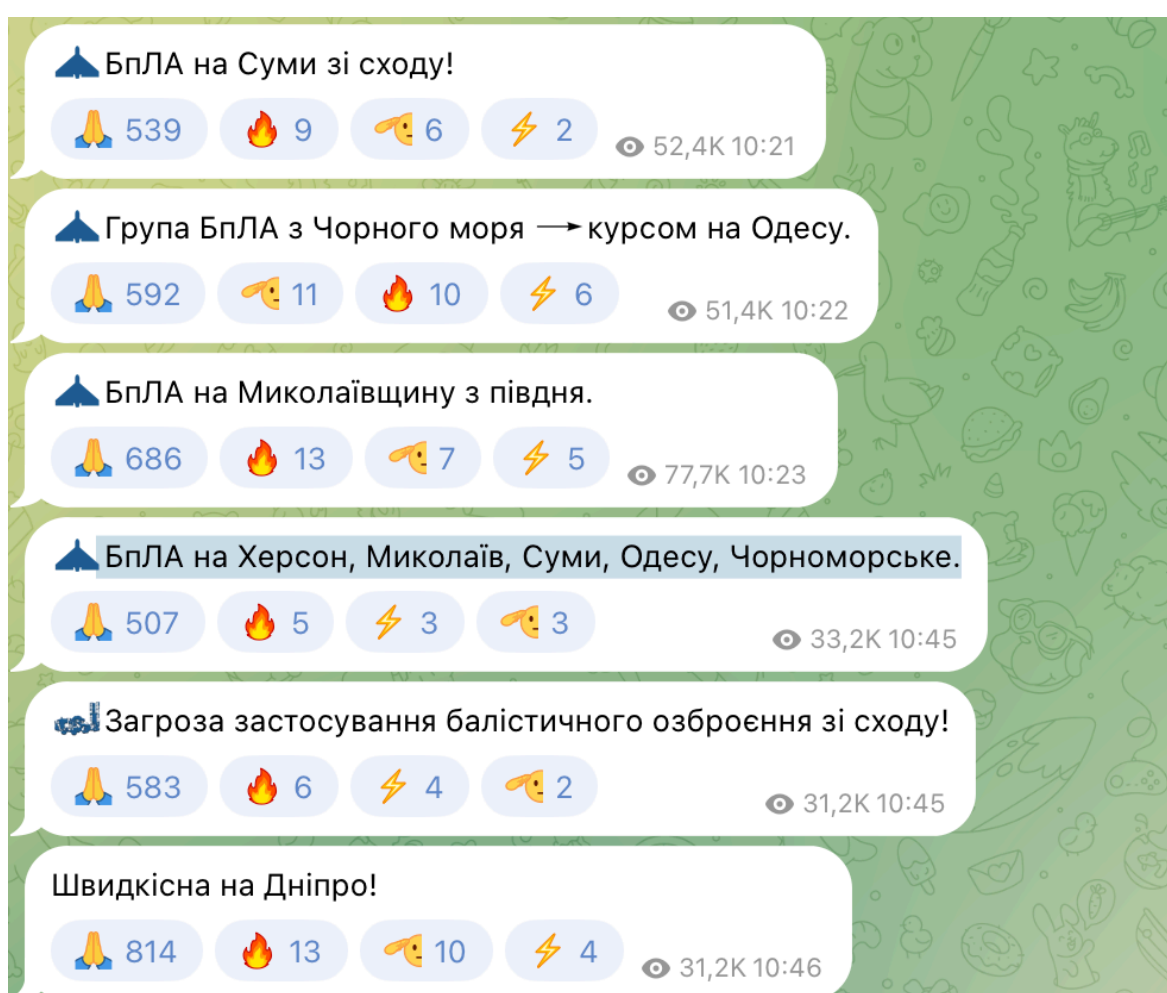 БпЛА на Суми зі сходу!
539 9 6 2 52,4K 10:21
Група БпЛА з Чорного моря → курсом на Одесу.
592 11 10 6 51,4K 10:22
БпЛА на Миколаївщину з півдня.
686 13 7 5 77,7K 10:23
БпЛА на Херсон, Миколаїв, Суми, Одесу, Чорноморське.
507 5 3 3 33,2K 10:45
Загроза застосування балістичного озброєння зі сходу!
583 6 4 2 31,2K 10:45
Швидкісна на Дніпро!
814 13 10 4 31,2K 10:46